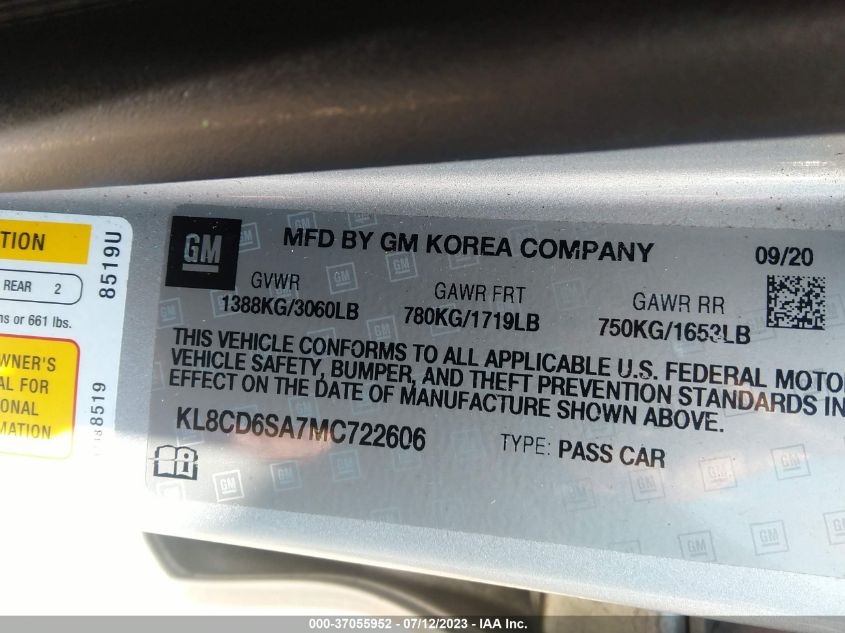 TION
REAR 2
ns or 661 lbs.
WNER'S
AL FOR
IONAL
MATION
8519U
8519
GM
MFD BY GM KOREA COMPANY
09/20
GVWR
1388KG/3060LB
GAWR FRT
780KG/1719LB
GAWR RR
750KG/1653LB
THIS VEHICLE CONFORMS TO ALL APPLICABLE U.S. FEDERAL MOTO
VEHICLE SAFETY, BUMPER, AND THEFT PREVENTION STANDARDS IN
EFFECT ON THE DATE OF MANUFACTURE SHOWN ABOVE.
KL8CD6SA7MC722606
TYPE: PASS CAR
000-37055952 - 07/12/2023 - IAA Inc.